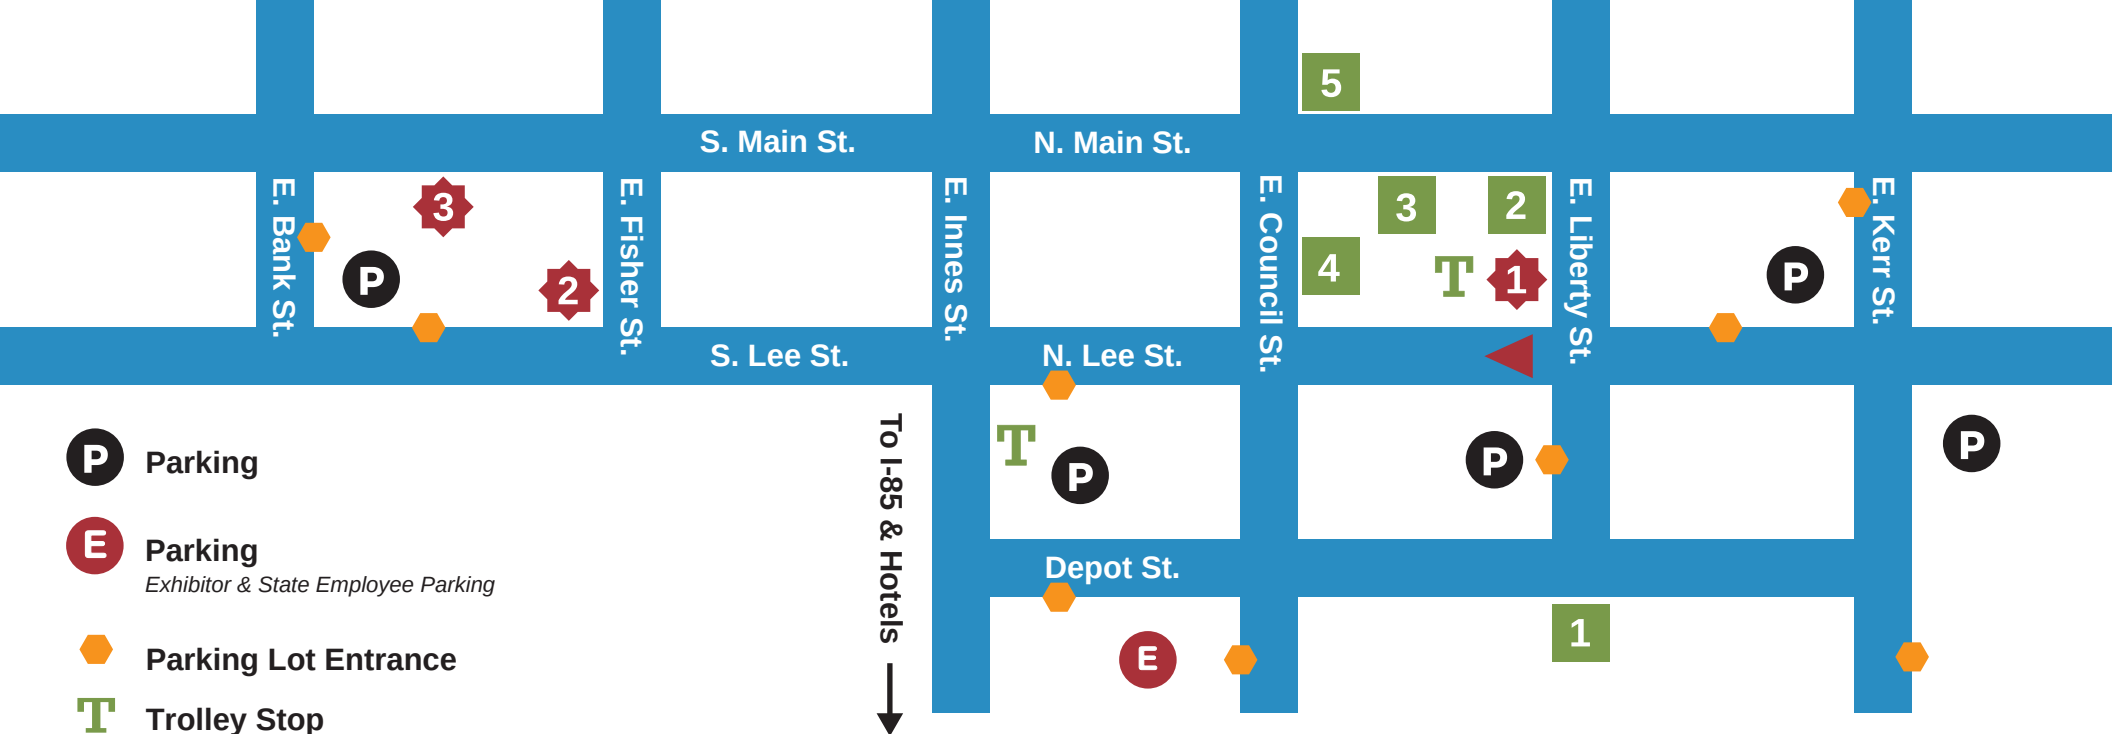 5
S. Main St.
N. Main St.
E. Bank St.
3
P
2
E. Fisher St.
E. Innes St.
E. Council St.
3
2
4
T
1
E. Liberty St.
P
E. Kerr St.
S. Lee St.
N. Lee St.
To I-85 & Hotels
T
P
P
P
Depot St.
E
1
P
Parking
E
Parking
Exhibitor & State Employee Parking
Parking Lot Entrance
T
Trolley Stop